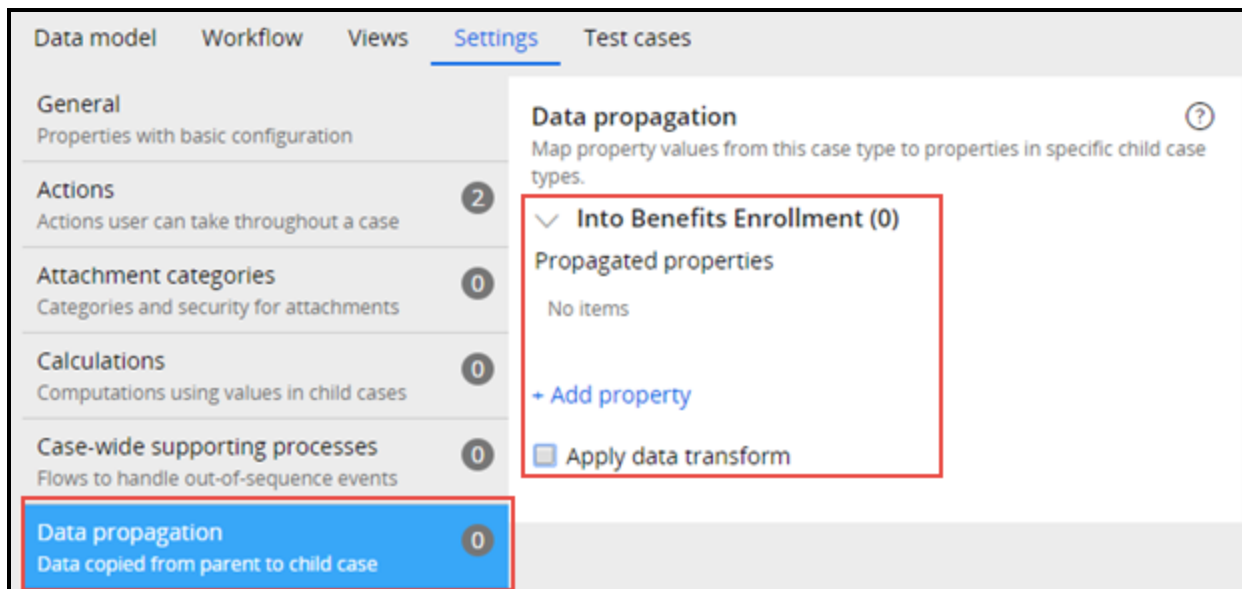 Data model Workflow Views Settings Test cases
General
Properties with basic configuration
Actions 2
Actions user can take throughout a case
Attachment categories 0
Categories and security for attachments
Calculations 0
Computations using values in child cases
Case-wide supporting processes 0
Flows to handle out-of-sequence events
Data propagation 0
Data copied from parent to child case
Data propagation ?
Map property values from this case type to properties in specific child case
types.
Into Benefits Enrollment (0)
Propagated properties
No items
+ Add property
Apply data transform